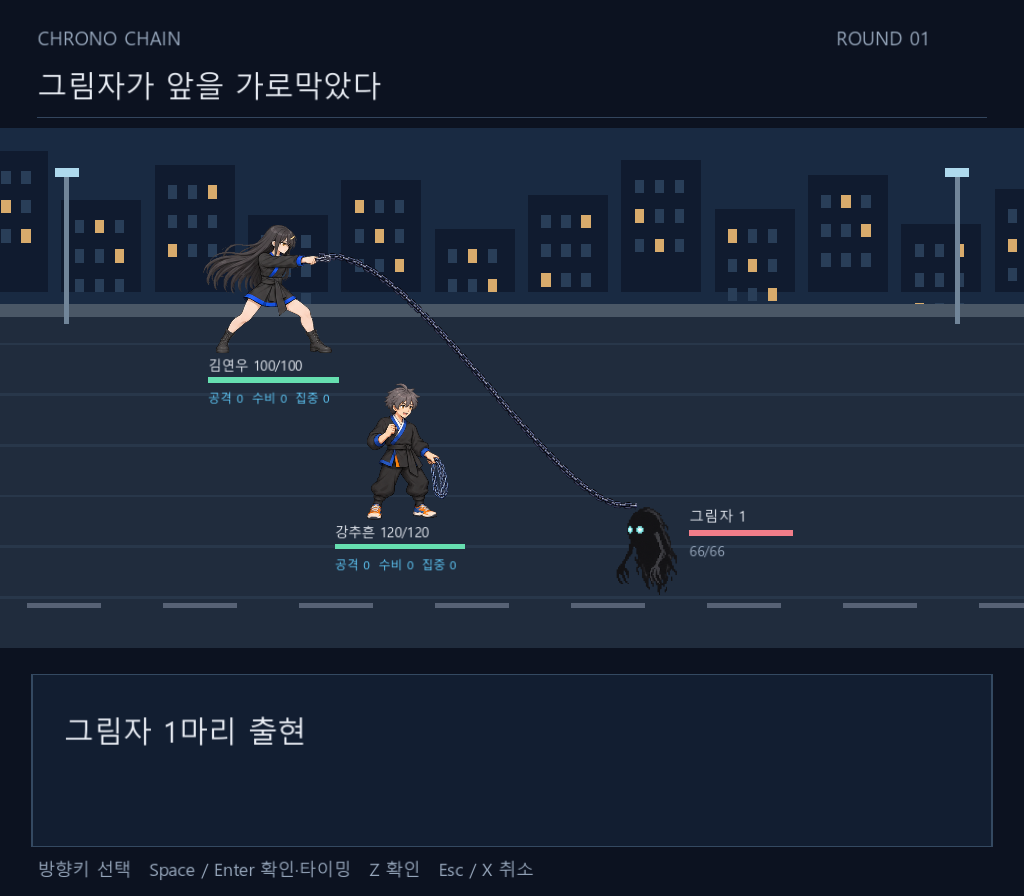 CHRONO CHAIN
ROUND 01
그림자가 앞을 가로막았다
김연우 100/100
공격 0 수비 0 집중 0
강추흔 120/120
공격 0 수비 0 집중 0
그림자 1
66/66
그림자 1마리 출현
방향키 선택 Space / Enter 확인·타이밍 Z 확인 Esc / X 취소